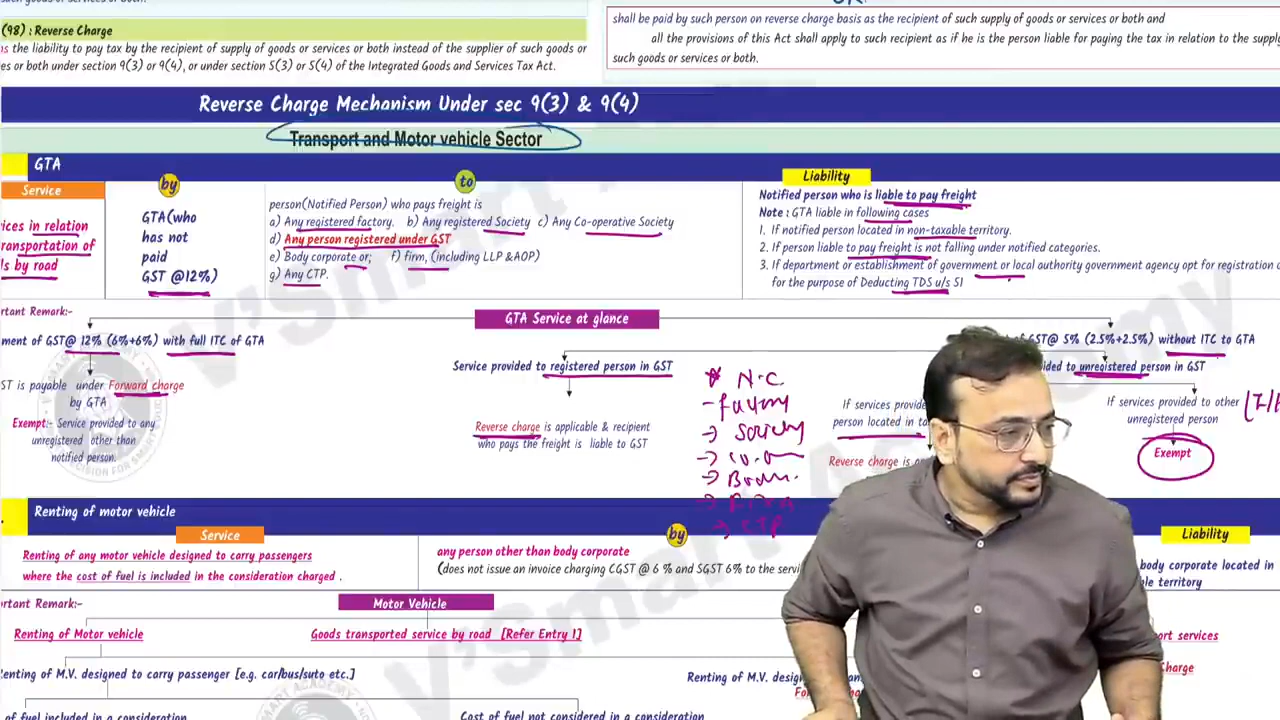 (98) : Reverse Charge
the liability to pay tax by the recipient of supply of goods or services or both instead of the supplier of such goods or
es or both under section 9(3) or 9(4), or under section 5(3) or 5(4) of the Integrated Goods and Services Tax Act.
shall be paid by such person on reverse charge basis as the recipient of such supply of goods or services or both and
all the provisions of this Act shall apply to such recipient as if he is the person liable for paying the tax in relation to the supply
such goods or services or both.
Reverse Charge Mechanism Under sec 9(3) & 9(4)
Transport and Motor vehicle Sector
GTA
Service
by
to
Liability
ices in relation
ransportation of
s by road
GTA(who
has not
paid
GST @12%)
person(Notified Person) who pays freight is
a) Any registered factory. b) Any registered Society c) Any Co-operative Society
d) Any person registered under GST
e) Body corporate or; f) firm, (including LLP &AOP)
g) Any CTP.
Notified person who is liable to pay freight
Note : GTA liable in following cases
1. If notified person located in non-taxable territory.
2. If person liable to pay freight is not falling under notified categories.
3. If department or establishment of government or local authority government agency opt for registration
for the purpose of Deducting TDS u/s 51
ortant Remark:-
GTA Service at glance
ment of GST@ 12% (6%+6%) with full ITC of GTA
of GST@ 5% (2.5%+2.5%) without ITC to GTA
Service provided to registered person in GST
ided to unregistered person in GST
ST is payable under Forward charge
by GTA
Exempt:- Service provided to any
unregistered other than
notified person.
Reverse charge is applicable & recipient
who pays the freight is liable to GST
N.C
factory
Society
If services provide
person located in ta
Reverse charge is
If services provided to other
unregistered person
Exempt
CTP
Renting of motor vehicle
Service
by
Liability
Renting of any motor vehicle designed to carry passengers
where the cost of fuel is included in the consideration charged .
any person other than body corporate
(does not issue an invoice charging CGST @ 6 % and SGST 6% to the servi
body corporate located in
le territory
ortant Remark:-
Motor Vehicle
Renting of Motor vehicle
Goods transported service by road [Refer Entry 1]
port services
Charge
Renting of M.V. designed to carry passenger [e.g. car/bus/suto etc.]
Renting of M.V. desig
of fuel included in a consideration
Cost of fuel not considered in a consideration